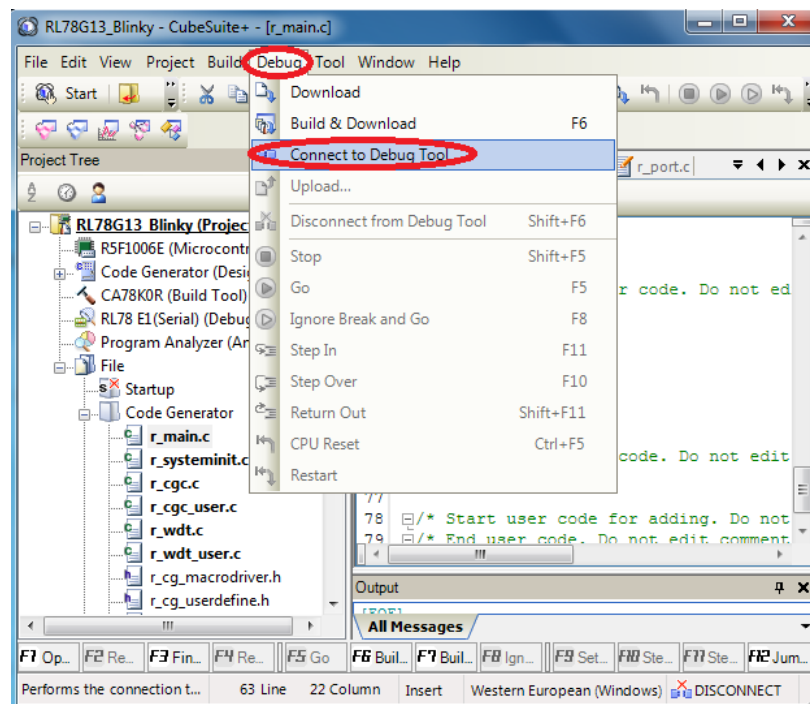 RL78G13_Blinky - CubeSuite+ - [r_main.c]
File Edit View Project Build Debug Tool Window Help
Start
Download
Build & Download F6
Connect to Debug Tool
Upload...
Disconnect from Debug Tool Shift+F6
Stop Shift+F5
Go F5
Ignore Break and Go F8
Step In F11
Step Over F10
Return Out Shift+F11
CPU Reset Ctrl+F5
Restart
Project Tree
RL78G13_Blinky (Projec
R5F1006E (Microcontr
Code Generator (Desi
CA78K0R (Build Tool)
RL78 E1(Serial) (Debu
Program Analyzer (An
File
Startup
Code Generator
r_main.c
r_systeminit.c
r_cgc.c
r_cgc_user.c
r_wdt.c
r_wdt_user.c
r_cg_macrodriver.h
r_cg_userdefine.h
r_port.c
r code. Do not ed
code. Do not edit
77
78 /* Start user code for adding. Do not
79 /* End user code. Do not edit comment
Output
[EOF]
All Messages
F1 Op... F2 Re... F3 Fin... F4 Re... F5 Go F6 Buil... F7 Buil... F8 Ign... F9 Set... F10 Ste... F11 Ste... F12 Jum...
Performs the connection t... 63 Line 22 Column Insert Western European (Windows) DISCONNECT